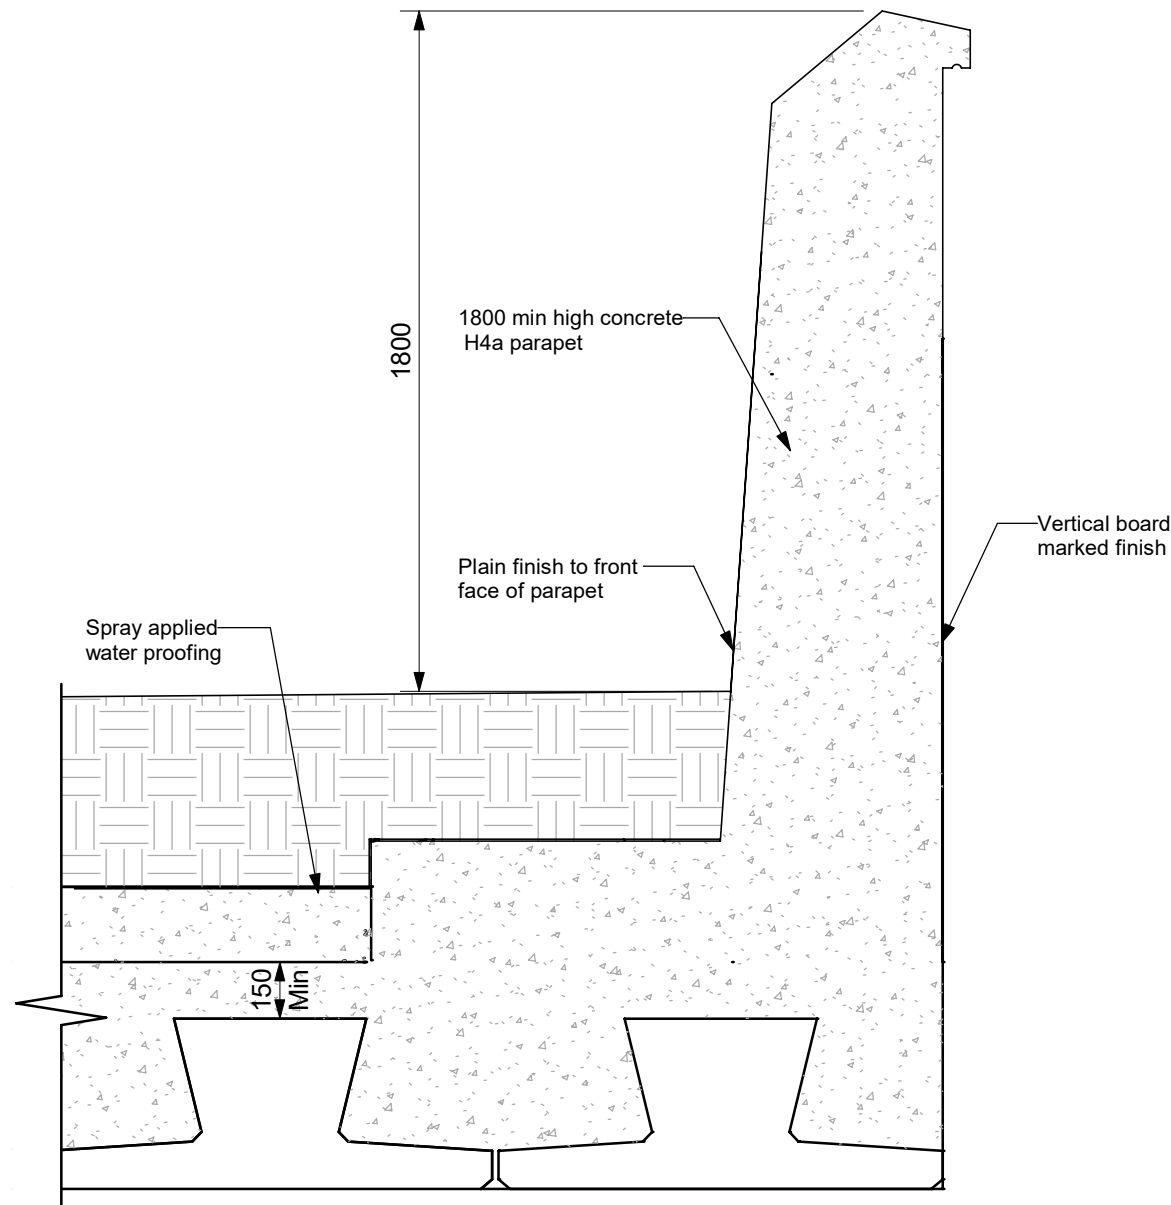 1800
1800 min high concrete
H4a parapet
Vertical board
marked finish
Plain finish to front
face of parapet
Spray applied
water proofing
150
Min